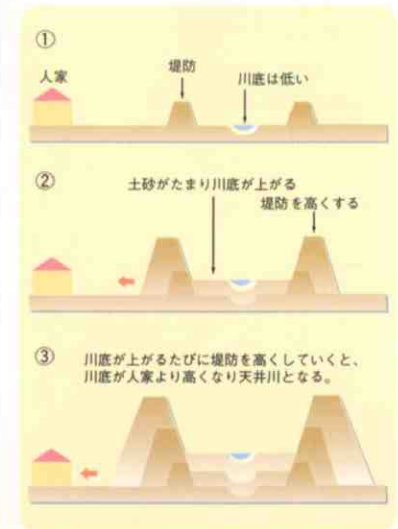 ①
人家
堤防
川底は低い
②
土砂がたまり川底が上がる
堤防を高くする
③
川底が上がるたびに堤防を高くしていくと、
川底が人家より高くなり天井川となる。